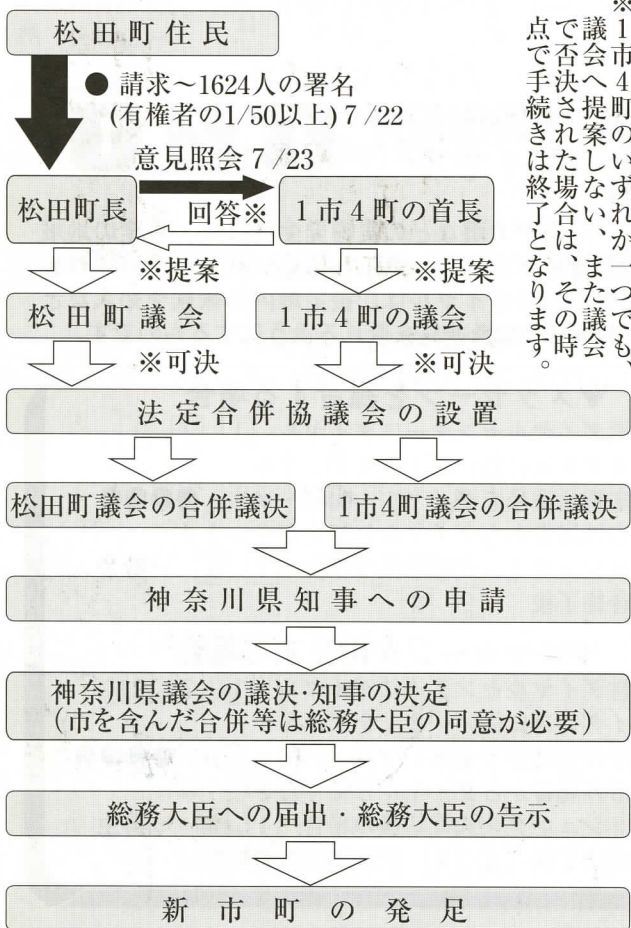 松田町住民
● 請求～1624人の署名
(有権者の1/50以上) 7/22
意見照会 7/23
松田町長
回答※
1市4町の首長
※提案
※提案
松田町議会
1市4町の議会
※可決
※可決
法定合併協議会の設置
松田町議会の合併議決
1市4町議会の合併議決
神奈川県知事への申請
神奈川県議会の議決·知事の決定
(市を含んだ合併等は総務大臣の同意が必要)
総務大臣への届出·総務大臣の告示
新市町の発足
※1市4町のいずれか一つでも、
議会へ提案しない、また議会
で否決された場合は、その時
点で手続きは終了となります。